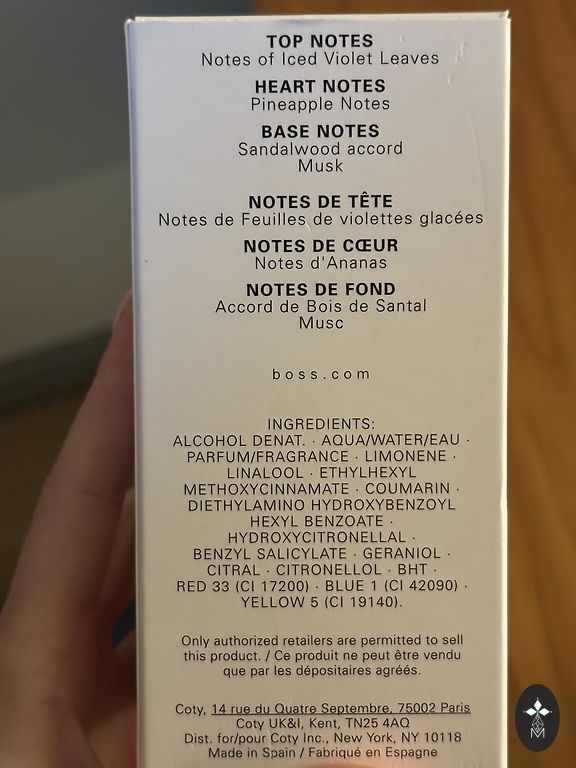 TOP NOTES
Notes of Iced Violet Leaves
HEART NOTES
Pineapple Notes
BASE NOTES
Sandalwood accord
Musk
NOTES DE TÊTE
Notes de Feuilles de violettes glacées
NOTES DE CŒUR
Notes d'Ananas
NOTES DE FOND
Accord de Bois de Santal
Musc
boss.com
INGREDIENTS:
ALCOHOL DENAT. · AQUA/WATER/EAU ·
PARFUM/FRAGRANCE · LIMONENE ·
LINALOOL · ETHYLHEXYL
METHOXYCINNAMATE · COUMARIN ·
DIETHYLAMINO HYDROXYBENZOYL
HEXYL BENZOATE ·
HYDROXYCITRONELLAL ·
BENZYL SALICYLATE · GERANIOL ·
CITRAL · CITRONELLOL · BHT ·
RED 33 (CI 17200) · BLUE 1 (CI 42090) ·
YELLOW 5 (CI 19140).
Only authorized retailers are permitted to sell
this product. / Ce produit ne peut être vendu
que par les dépositaires agréés.
Coty, 14 rue du Quatre Septembre, 75002 Paris
Coty UK&I, Kent, TN25 4AQ
Dist. for/pour Coty Inc., New York, NY 10118
Made in Spain / Fabriqué en Espagne